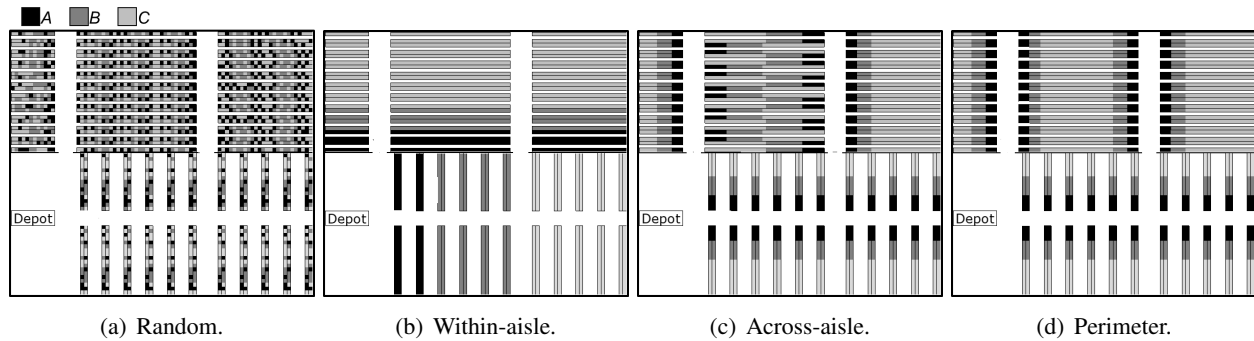 A B C
Depot Depot Depot Depot
(a) Random. (b) Within-aisle. (c) Across-aisle. (d) Perimeter.